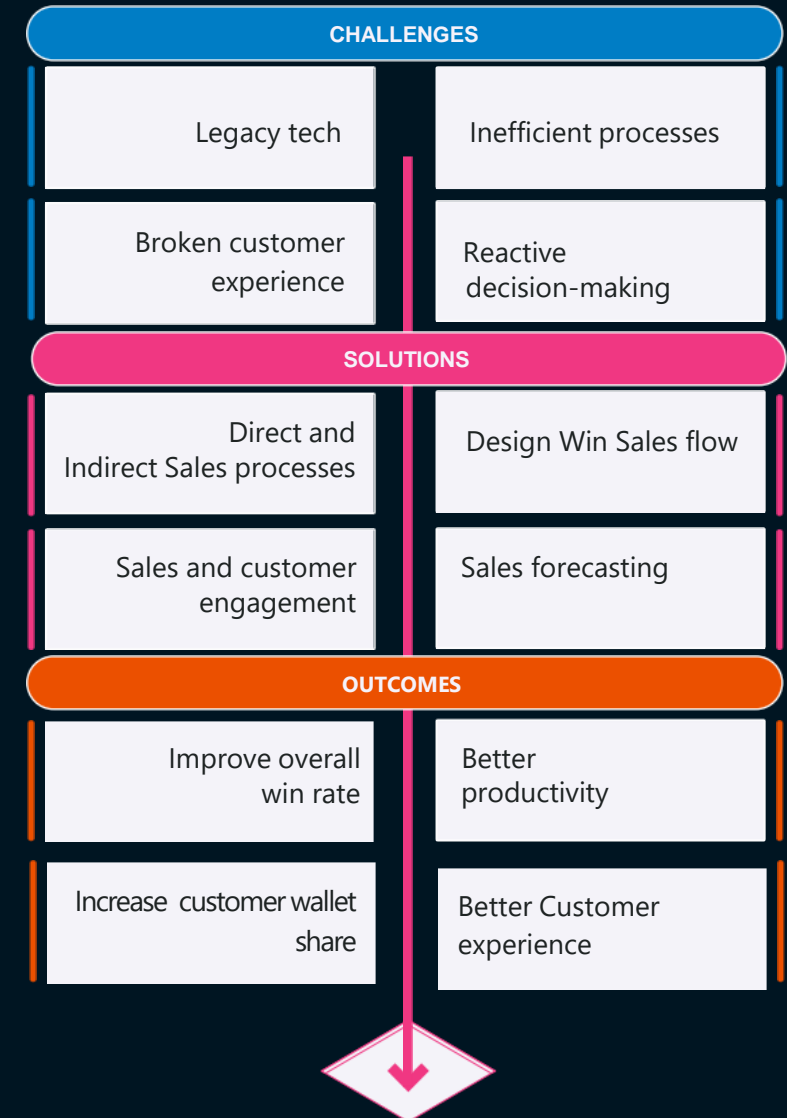 CHALLENGES
Legacy tech
Inefficient processes
Broken customer
experience
Reactive
decision-making
SOLUTIONS
Direct and
Indirect Sales processes
Design Win Sales flow
Sales and customer
engagement
Sales forecasting
OUTCOMES
Improve overall
win rate
Better
productivity
Increase customer wallet
share
Better Customer
experience